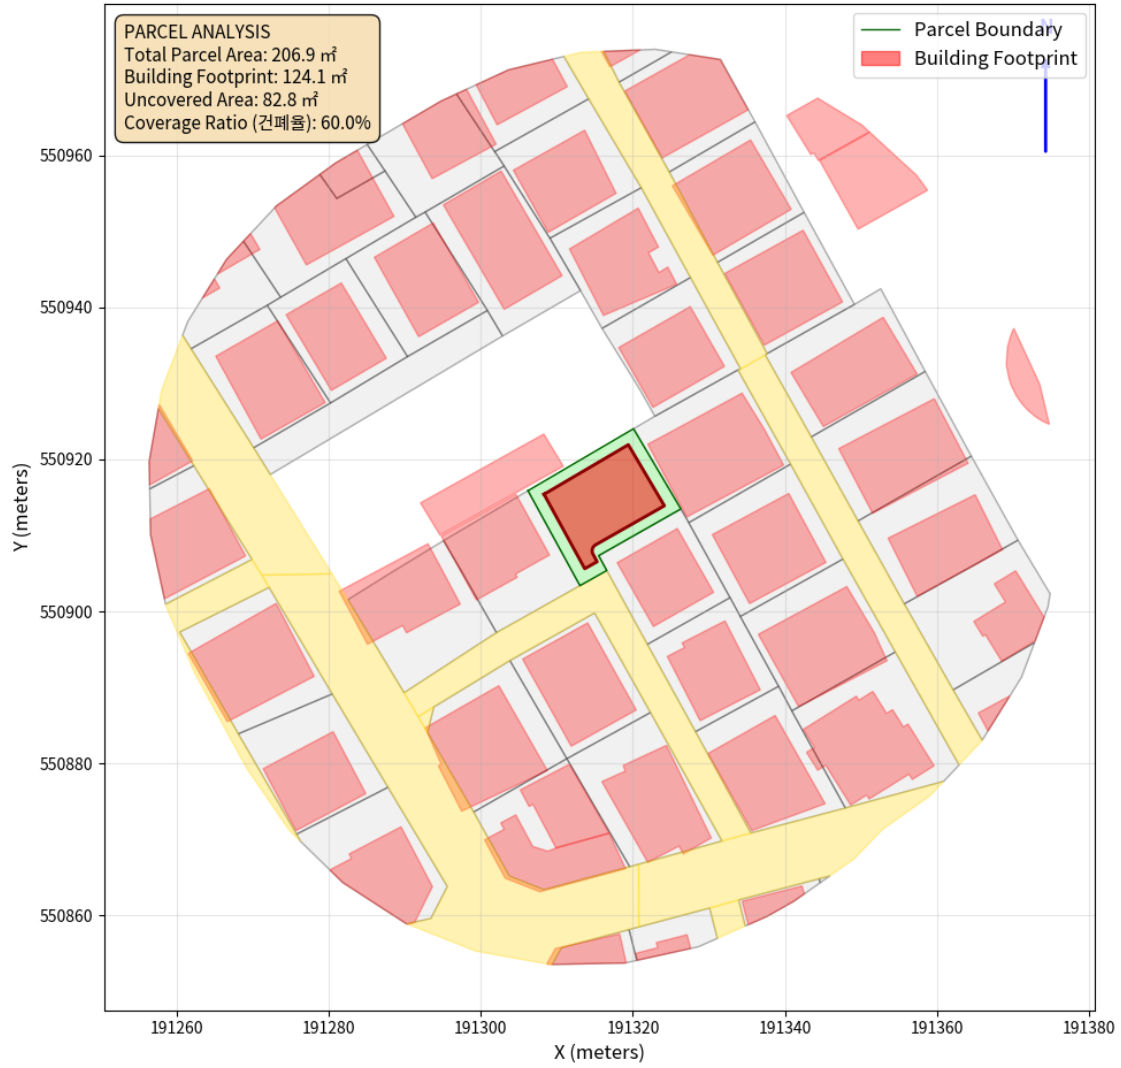 PARCEL ANALYSIS
Total Parcel Area: 206.9 ㎡
Building Footprint: 124.1 ㎡
Uncovered Area: 82.8 ㎡
Coverage Ratio (건폐율): 60.0%
Parcel Boundary
Building Footprint
N
Y (meters)
550960
550940
550920
550900
550880
550860
191260
191280
191300
191320
191340
191360
191380
X (meters)